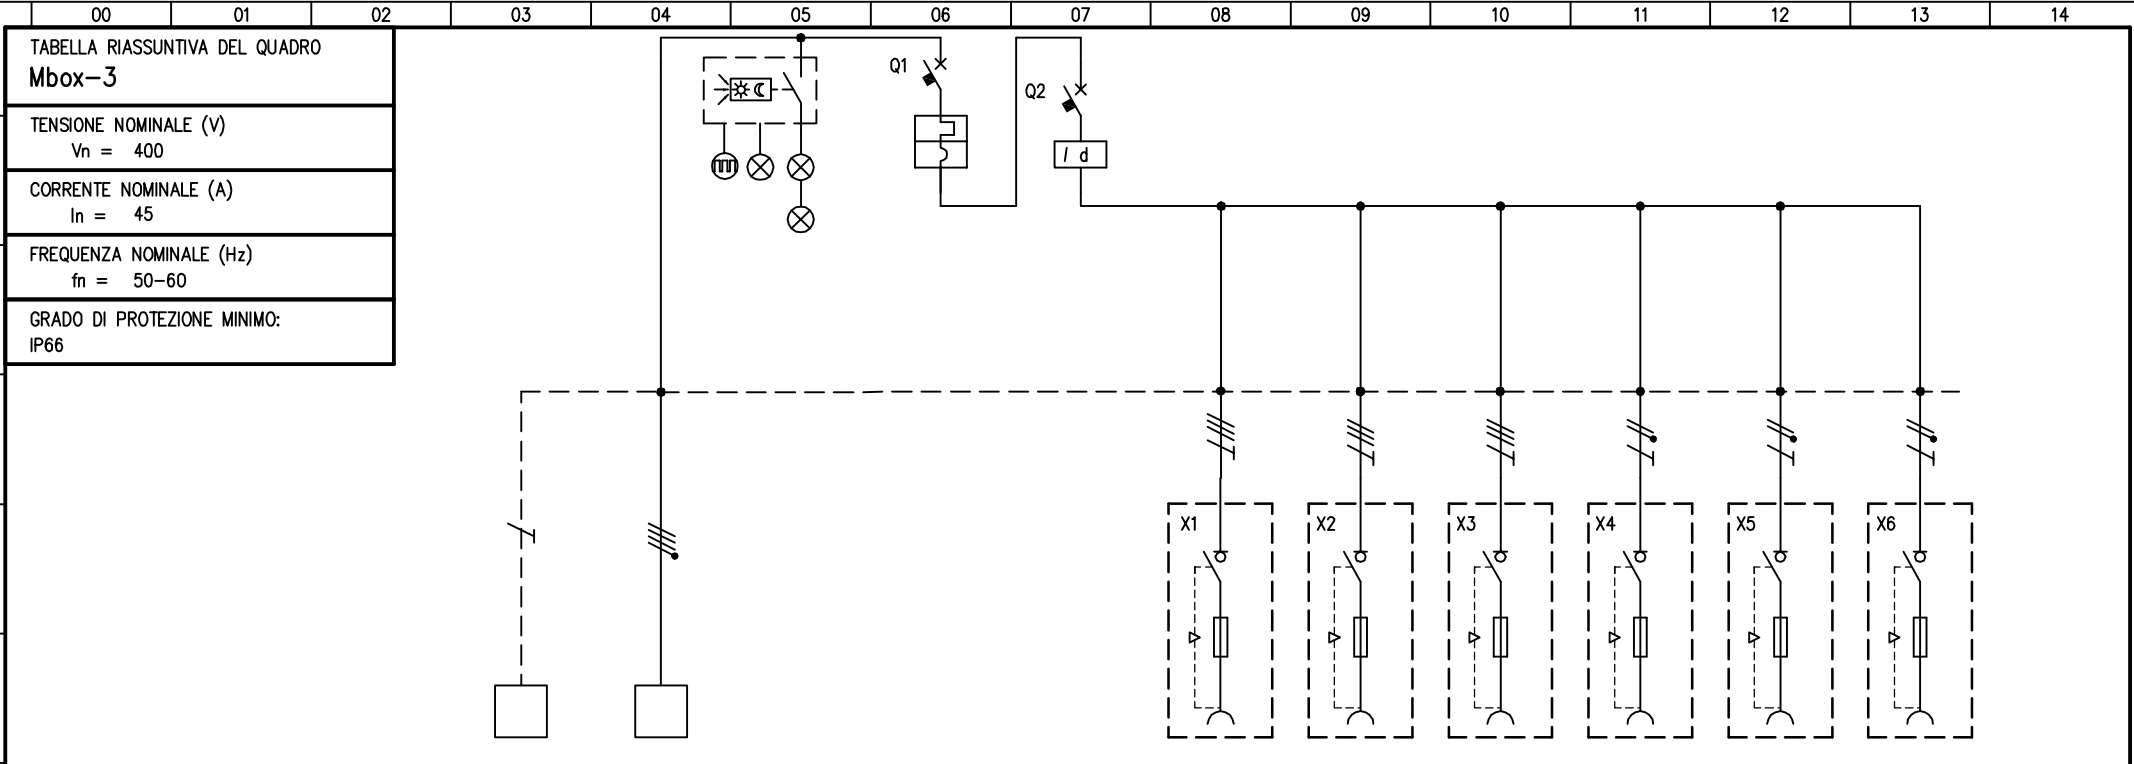 00 01 02 03 04 05 06 07 08 09 10 11 12 13 14
TABELLA RIASSUNTIVA DEL QUADRO
Mbox-3
TENSIONE NOMINALE (V)
Vn = 400
CORRENTE NOMINALE (A)
In = 45
FREQUENZA NOMINALE (Hz)
fn = 50-60
GRADO DI PROTEZIONE MINIMO:
IP66
Q1
Q2
I d
X1 X2 X3 X4 X5 X6